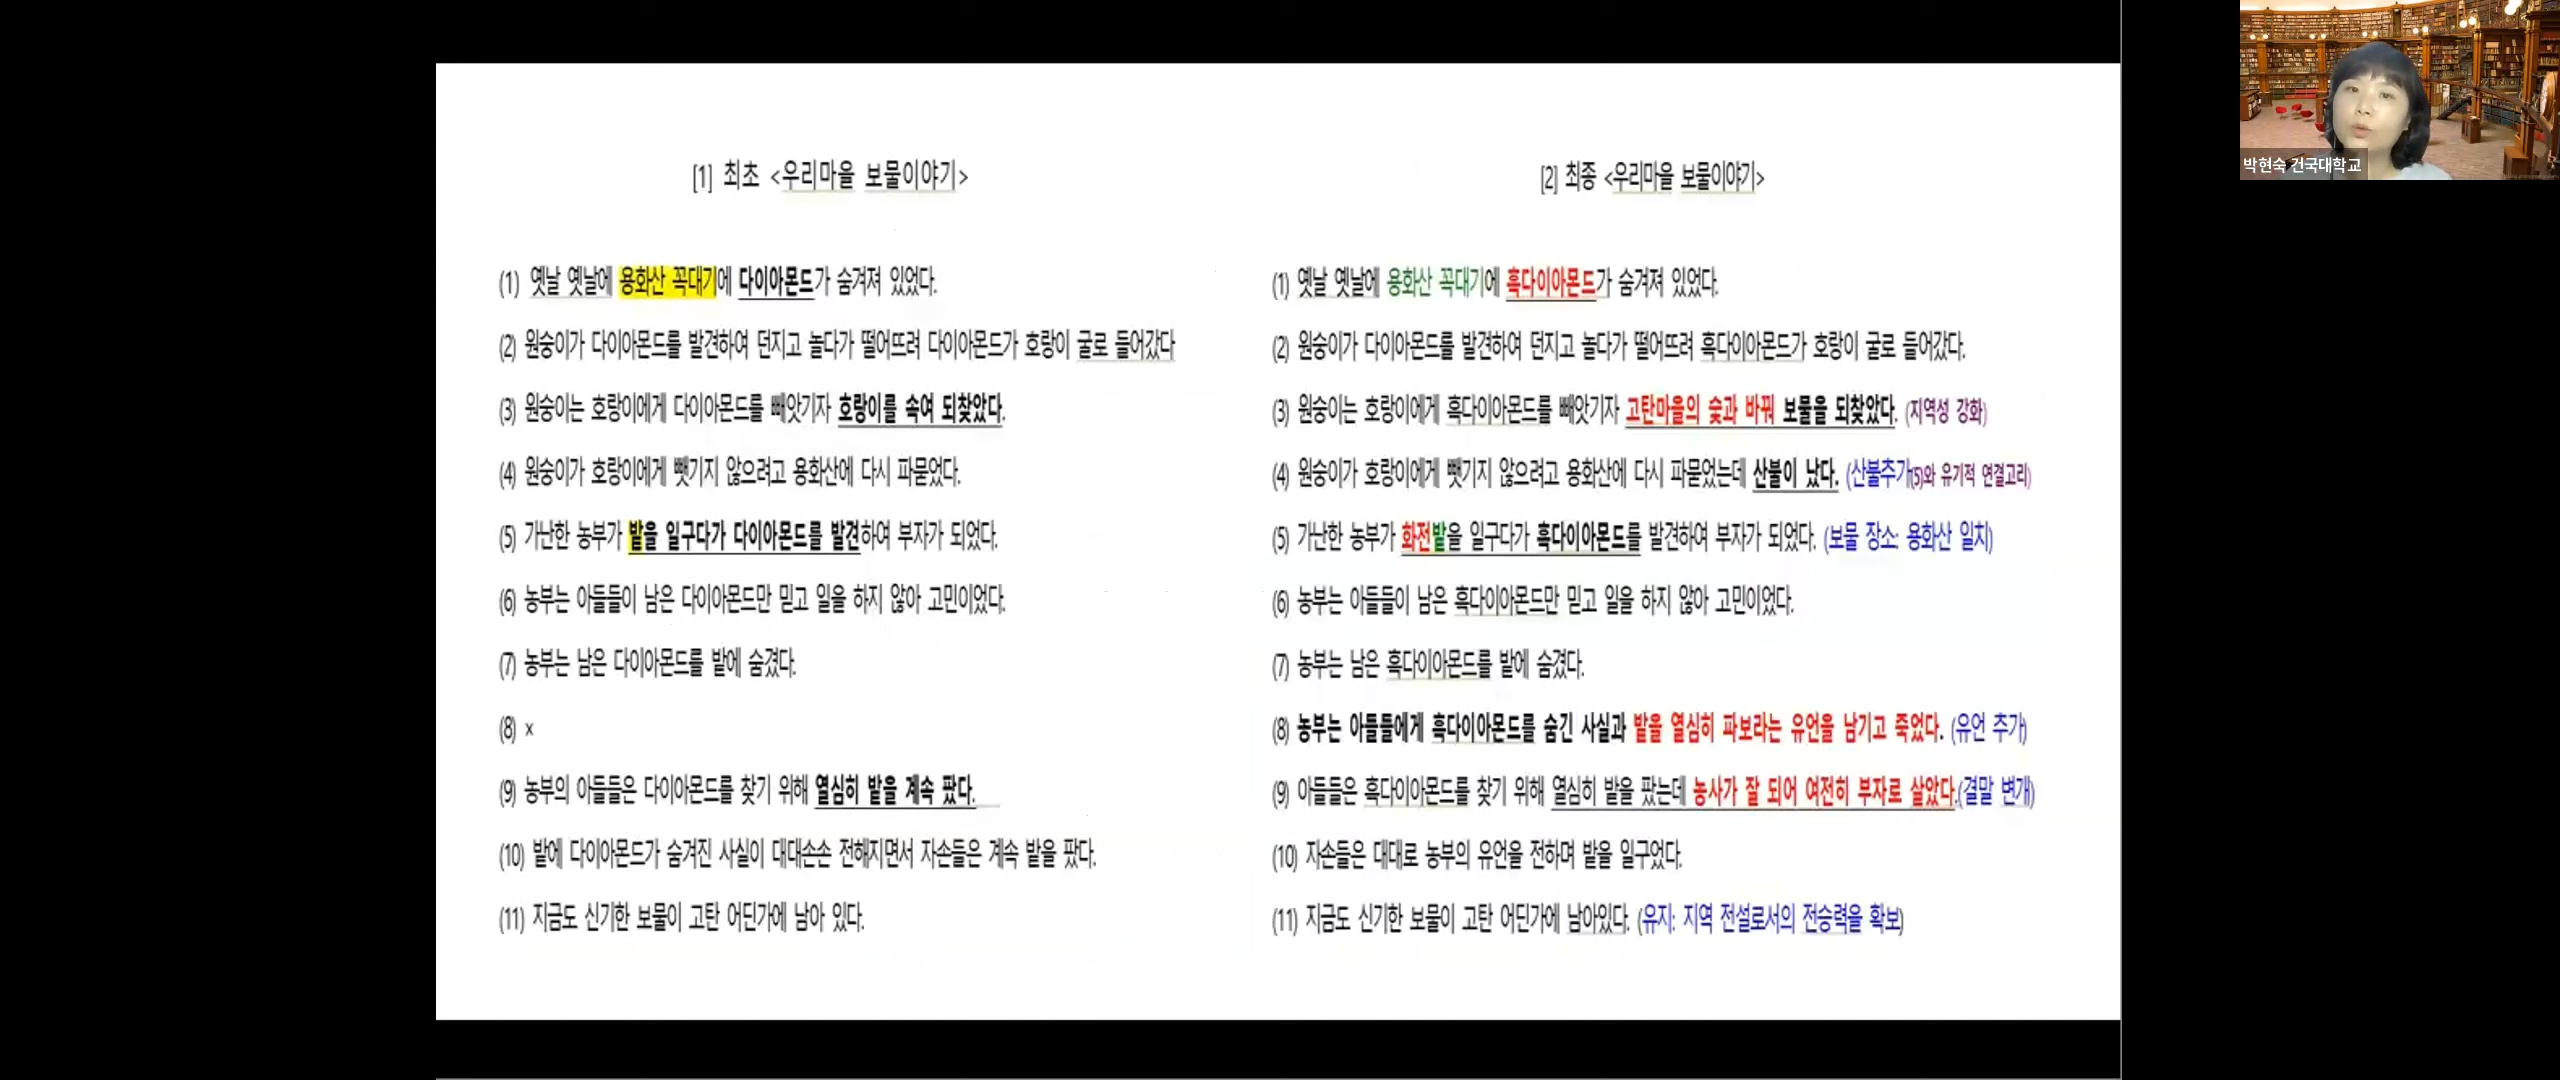 [1] 최초 <우리마을 보물이야기>
(1) 옛날 옛날에 용화산 꼭대기에 다이아몬드가 숨겨져 있었다.
(2) 원숭이가 다이아몬드를 발견하여 던지고 놀다가 떨어뜨려 다이아몬드가 호랑이 굴로 들어갔다
(3) 원숭이는 호랑이에게 다이아몬드를 빼앗기자 호랑이를 속여 되찾았다.
(4) 원숭이가 호랑이에게 뺏기지 않으려고 용화산에 다시 파묻었다.
(5) 가난한 농부가 밭을 일구다가 다이아몬드를 발견하여 부자가 되었다.
(6) 농부는 아들들이 남은 다이아몬드만 믿고 일을 하지 않아 고민이었다.
(7) 농부는 남은 다이아몬드를 밭에 숨겼다.
(8) x
(9) 농부의 아들들은 다이아몬드를 찾기 위해 열심히 밭을 계속 팠다.
(10) 밭에 다이아몬드가 숨겨진 사실이 대대손손 전해지면서 자손들은 계속 밭을 팠다.
(11) 지금도 신기한 보물이 고탄 어딘가에 남아 있다.
[2] 최종 <우리마을 보물이야기>
(1) 옛날 옛날에 용화산 꼭대기에 흑다이아몬드가 숨겨져 있었다.
(2) 원숭이가 다이아몬드를 발견하여 던지고 놀다가 떨어뜨려 흑다이아몬드가 호랑이 굴로 들어갔다.
(3) 원숭이는 호랑이에게 흑다이아몬드를 빼앗기자 고탄마을의 숯과 바꿔 보물을 되찾았다. (지역성 강화)
(4) 원숭이가 호랑이에게 뺏기지 않으려고 용화산에 다시 파묻었는데 산불이 났다. (산불추가(5)와 유기적 연결고리)
(5) 가난한 농부가 화전밭을 일구다가 흑다이아몬드를 발견하여 부자가 되었다. (보물 장소: 용화산 일치)
(6) 농부는 아들들이 남은 흑다이아몬드만 믿고 일을 하지 않아 고민이었다.
(7) 농부는 남은 흑다이아몬드를 밭에 숨겼다.
(8) 농부는 아들들에게 흑다이아몬드를 숨긴 사실과 밭을 열심히 파보라는 유언을 남기고 죽었다. (유언 추가)
(9) 아들들은 흑다이아몬드를 찾기 위해 열심히 밭을 팠는데 농사가 잘 되어 여전히 부자로 살았다.(결말 변개)
(10) 자손들은 대대로 농부의 유언을 전하며 밭을 일구었다.
(11) 지금도 신기한 보물이 고탄 어딘가에 남아있다. (유지: 지역 전설로서의 전승력을 확보)
박현숙 건국대학교